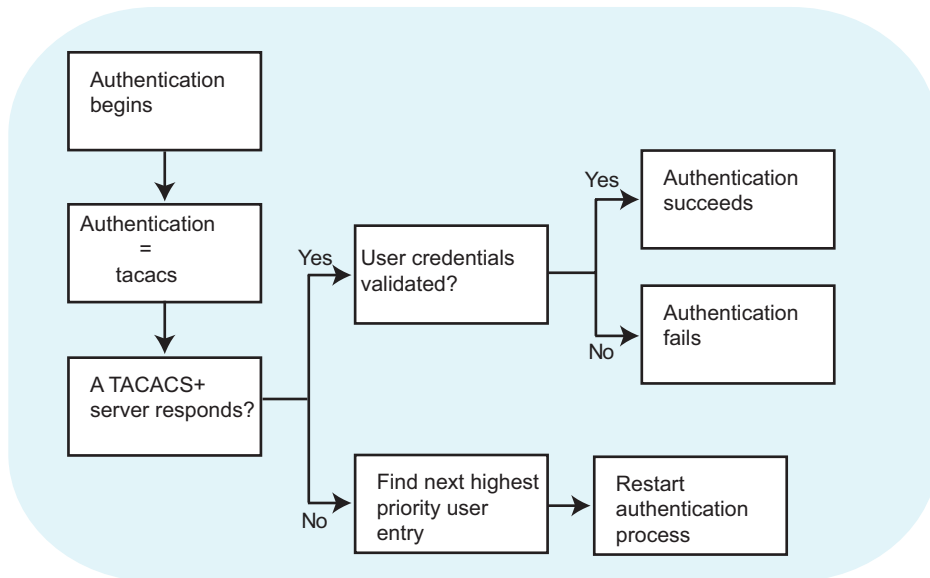 Authentication
begins
Authentication
=
tacacs
A TACACS+
server responds?
Yes
User credentials
validated?
Yes
Authentication
succeeds
No
Authentication
fails
No
Find next highest
priority user
entry
Restart
authentication
process